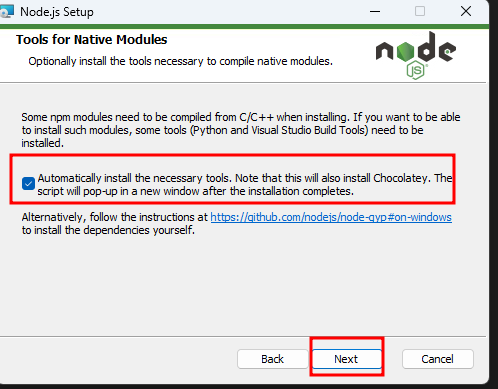 Node.js Setup
Tools for Native Modules
Optionally install the tools necessary to compile native modules.
node
JS
Some npm modules need to be compiled from C/C++ when installing. If you want to be able
to install such modules, some tools (Python and Visual Studio Build Tools) need to be
installed.
Automatically install the necessary tools. Note that this will also install Chocolatey. The
script will pop-up in a new window after the installation completes.
Alternatively, follow the instructions at https://github.com/nodejs/node-gyp#on-windows
to install the dependencies yourself.
Back
Next
Cancel